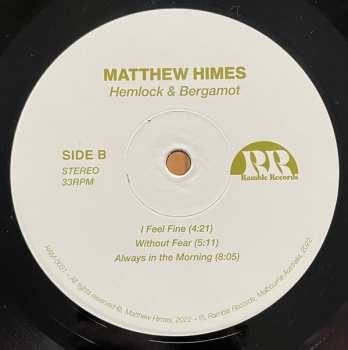 MATTHEW HIMES
Hemlock & Bergamot
SIDE B
STEREO
33RPM
RR
Ramble Records
I Feel Fine (4:21)
Without Fear (5:11)
Always in the Morning (8:05)
All rights reserved ©, Matthew Himes, 2022 - ℗, Ramble Records, Melbourne Australia, 2022